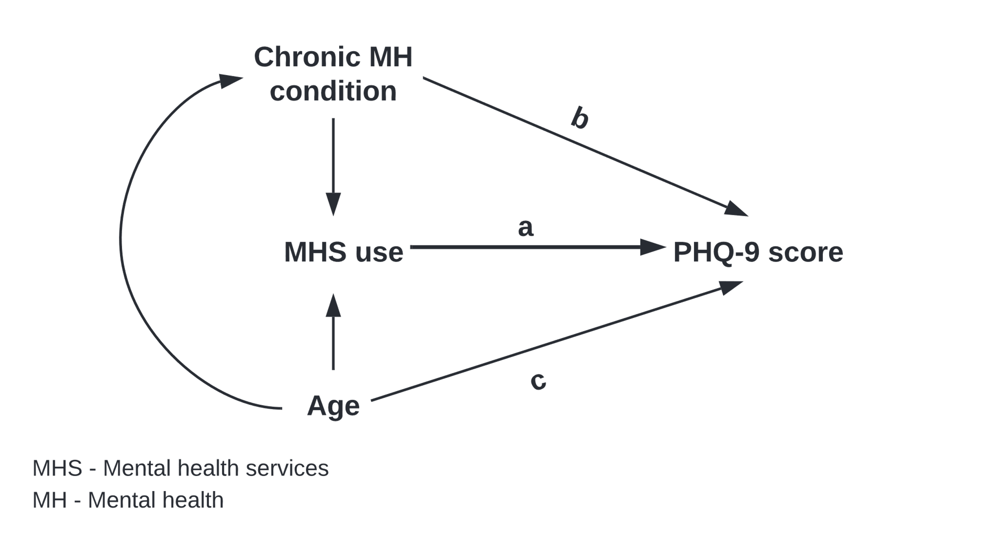 Chronic MH
condition
b
a
MHS use
PHQ-9 score
c
Age
MHS - Mental health services
MH - Mental health